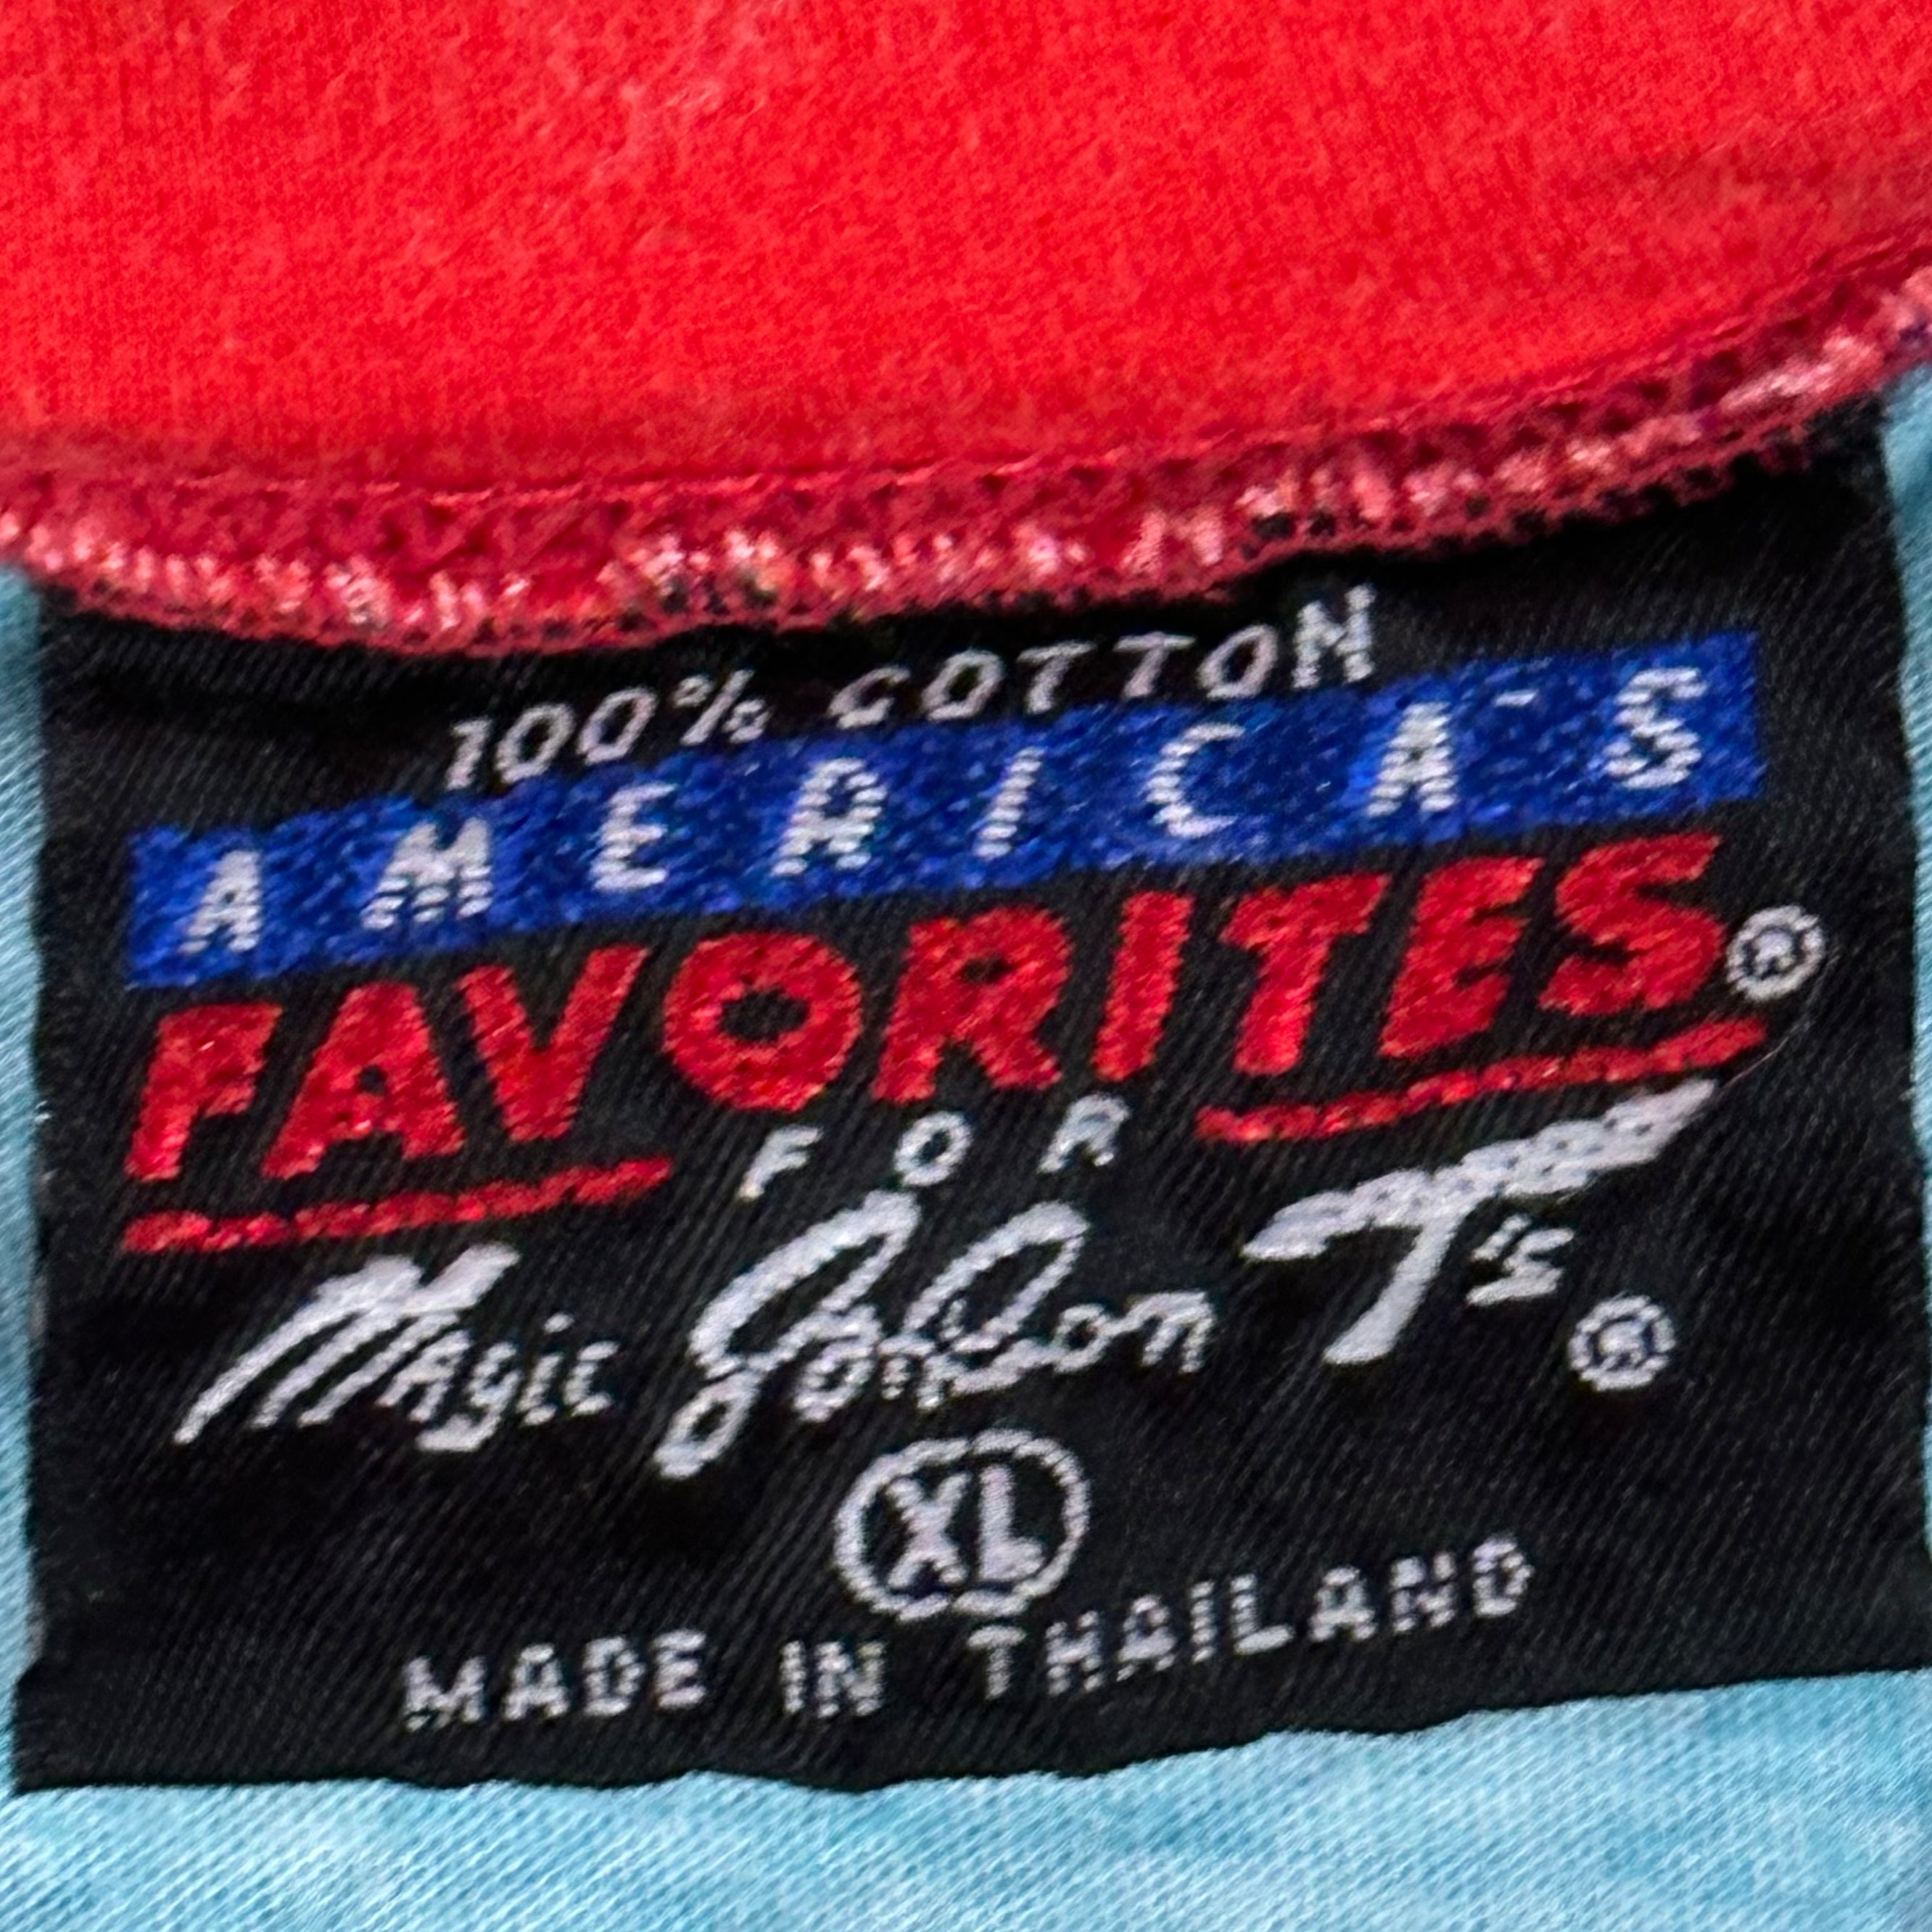 100% COTTON
AMERICA'S
FAVORITES®
FOR
Magic Johnson T's®
XL
MADE IN THAILAND